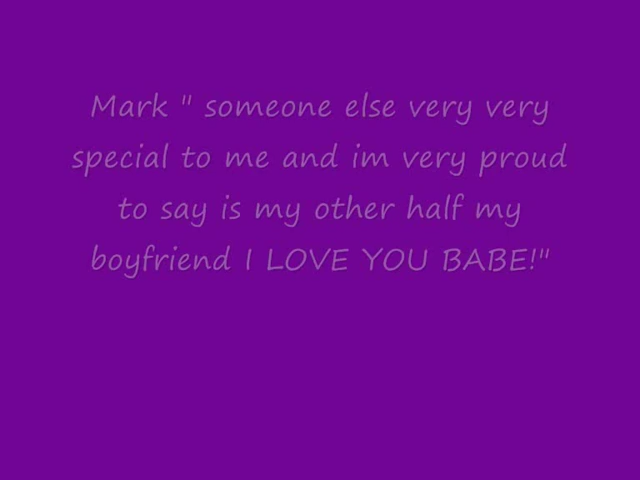 Mark " someone else very very
special to me and im very proud
to say is my other half my
boyfriend I LOVE YOU BABE!"